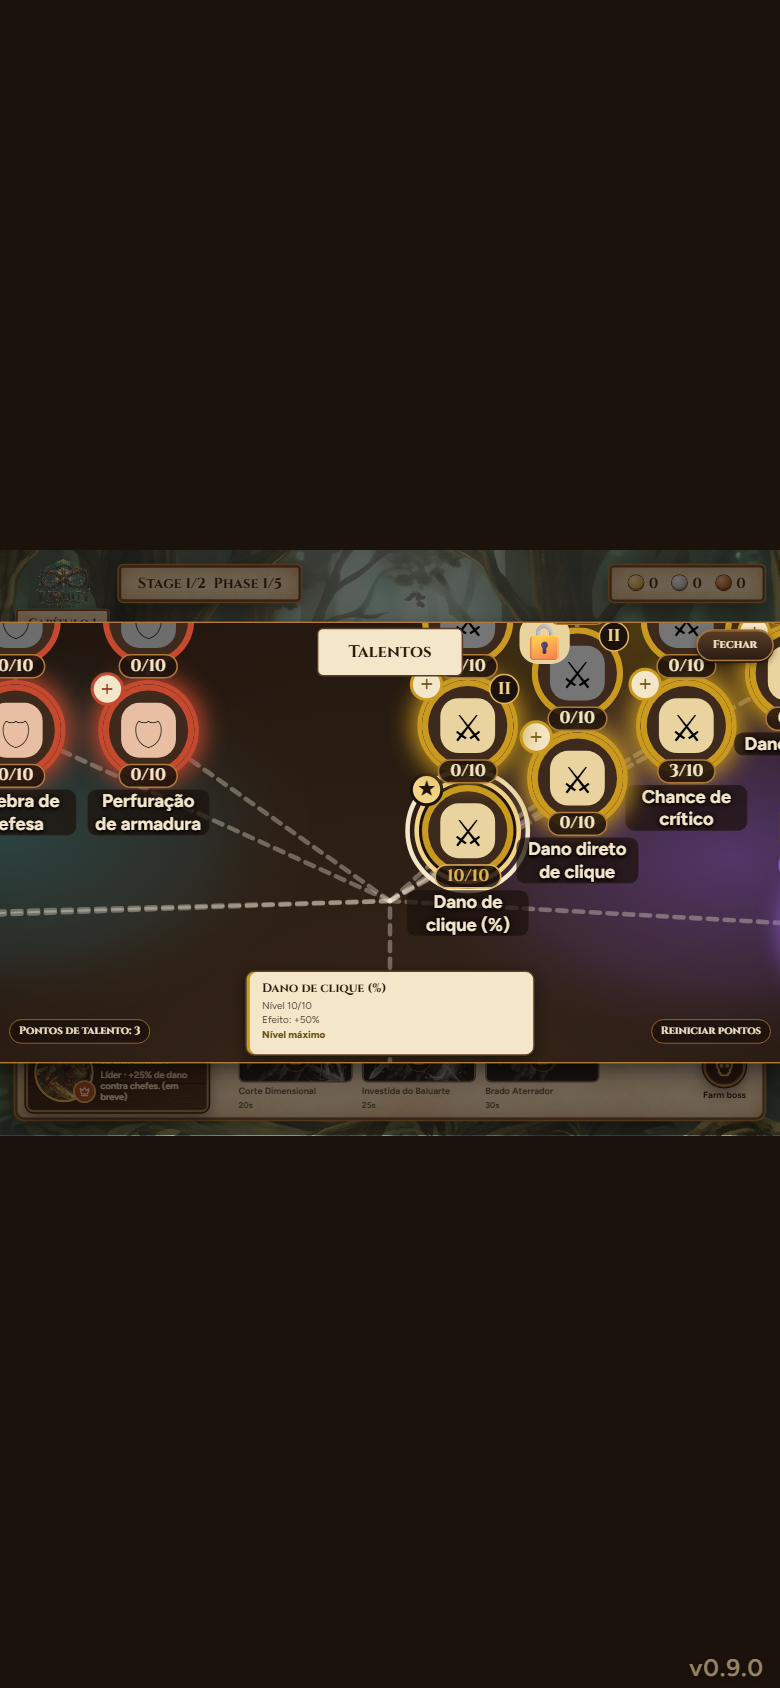 STAGE 1/2 PHASE 1/5
0 0 0
CAPÍTULO 1
TALENTOS
FECHAR
0/10
0/10
/10
II
0/10
+
+
II
+
+
0/10
0/10
0/10
0/10
3/10
10/10
ebra de
efesa
Perfuração
de armadura
Dano direto
de clique
Chance de
crítico
Dano
Dano de
clique (%)
DANO DE CLIQUE (%)
Nível 10/10
Efeito: +50%
Nível máximo
PONTOS DE TALENTO: 3
REINICIAR PONTOS
Líder · +25% de dano
contra chefes. (em
breve)
Corte Dimensional
20s
Investida do Baluarte
25s
Brado Aterrador
30s
Farm boss
v0.9.0